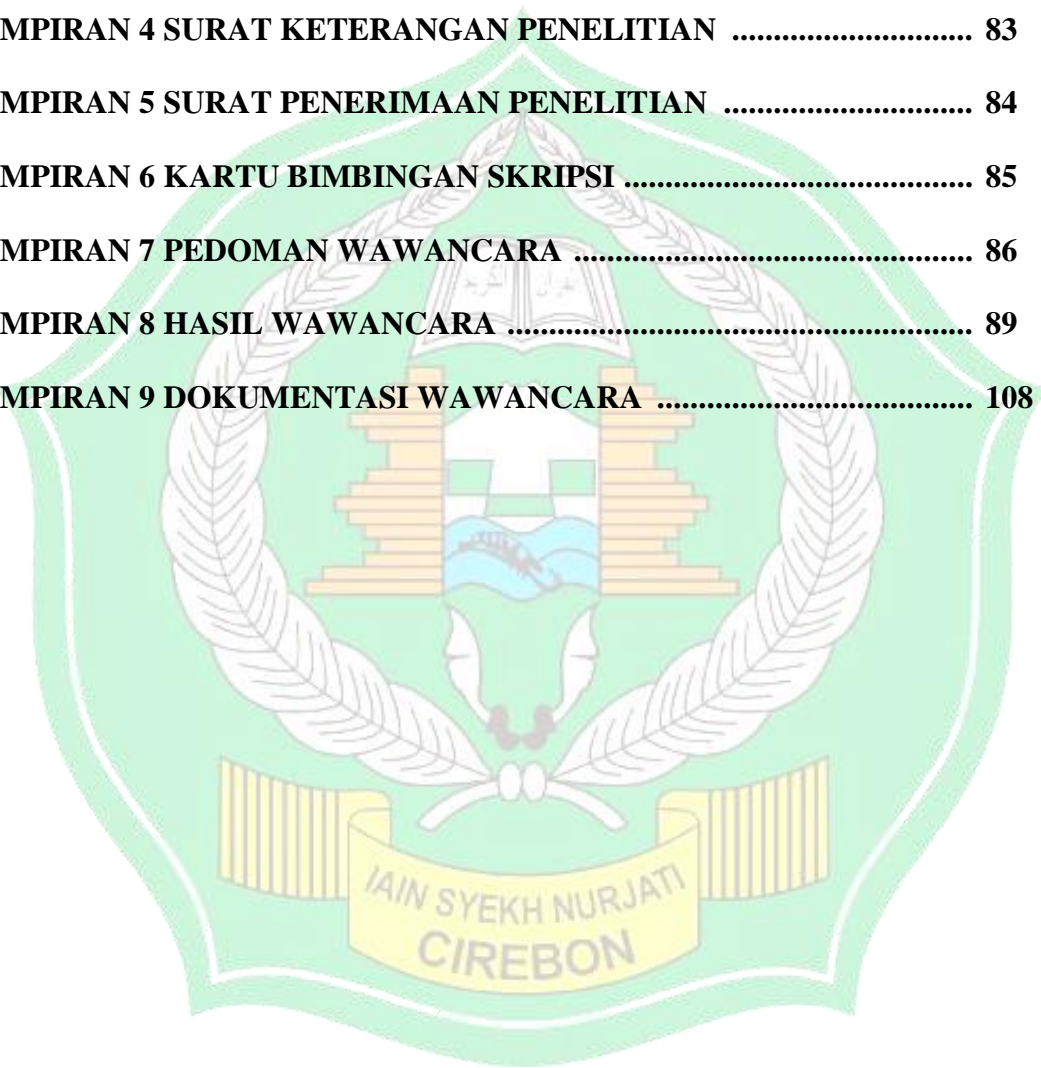 MPIRAN 4 SURAT KETERANGAN PENELITIAN ............................. 83
MPIRAN 5 SURAT PENERIMAAN PENELITIAN .............................. 84
MPIRAN 6 KARTU BIMBINGAN SKRIPSI .......................................... 85
MPIRAN 7 PEDOMAN WAWANCARA ................................................ 86
MPIRAN 8 HASIL WAWANCARA ........................................................ 89
MPIRAN 9 DOKUMENTASI WAWANCARA ...................................... 108
IAIN SYEKH NURJATI
CIREBON